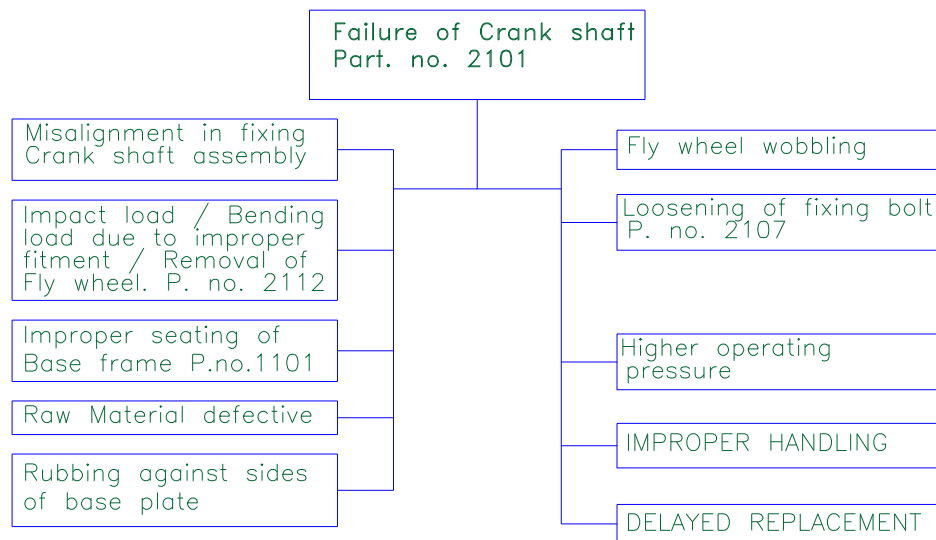 Failure of Crank shaft
Part. no. 2101
Misalignment in fixing
Crank shaft assembly
Impact load / Bending
load due to improper
fitment / Removal of
Fly wheel. P. no. 2112
Improper seating of
Base frame P.no.1101
Raw Material defective
Rubbing against sides
of base plate
Fly wheel wobbling
Loosening of fixing bolt
P. no. 2107
Higher operating
pressure
IMPROPER HANDLING
DELAYED REPLACEMENT